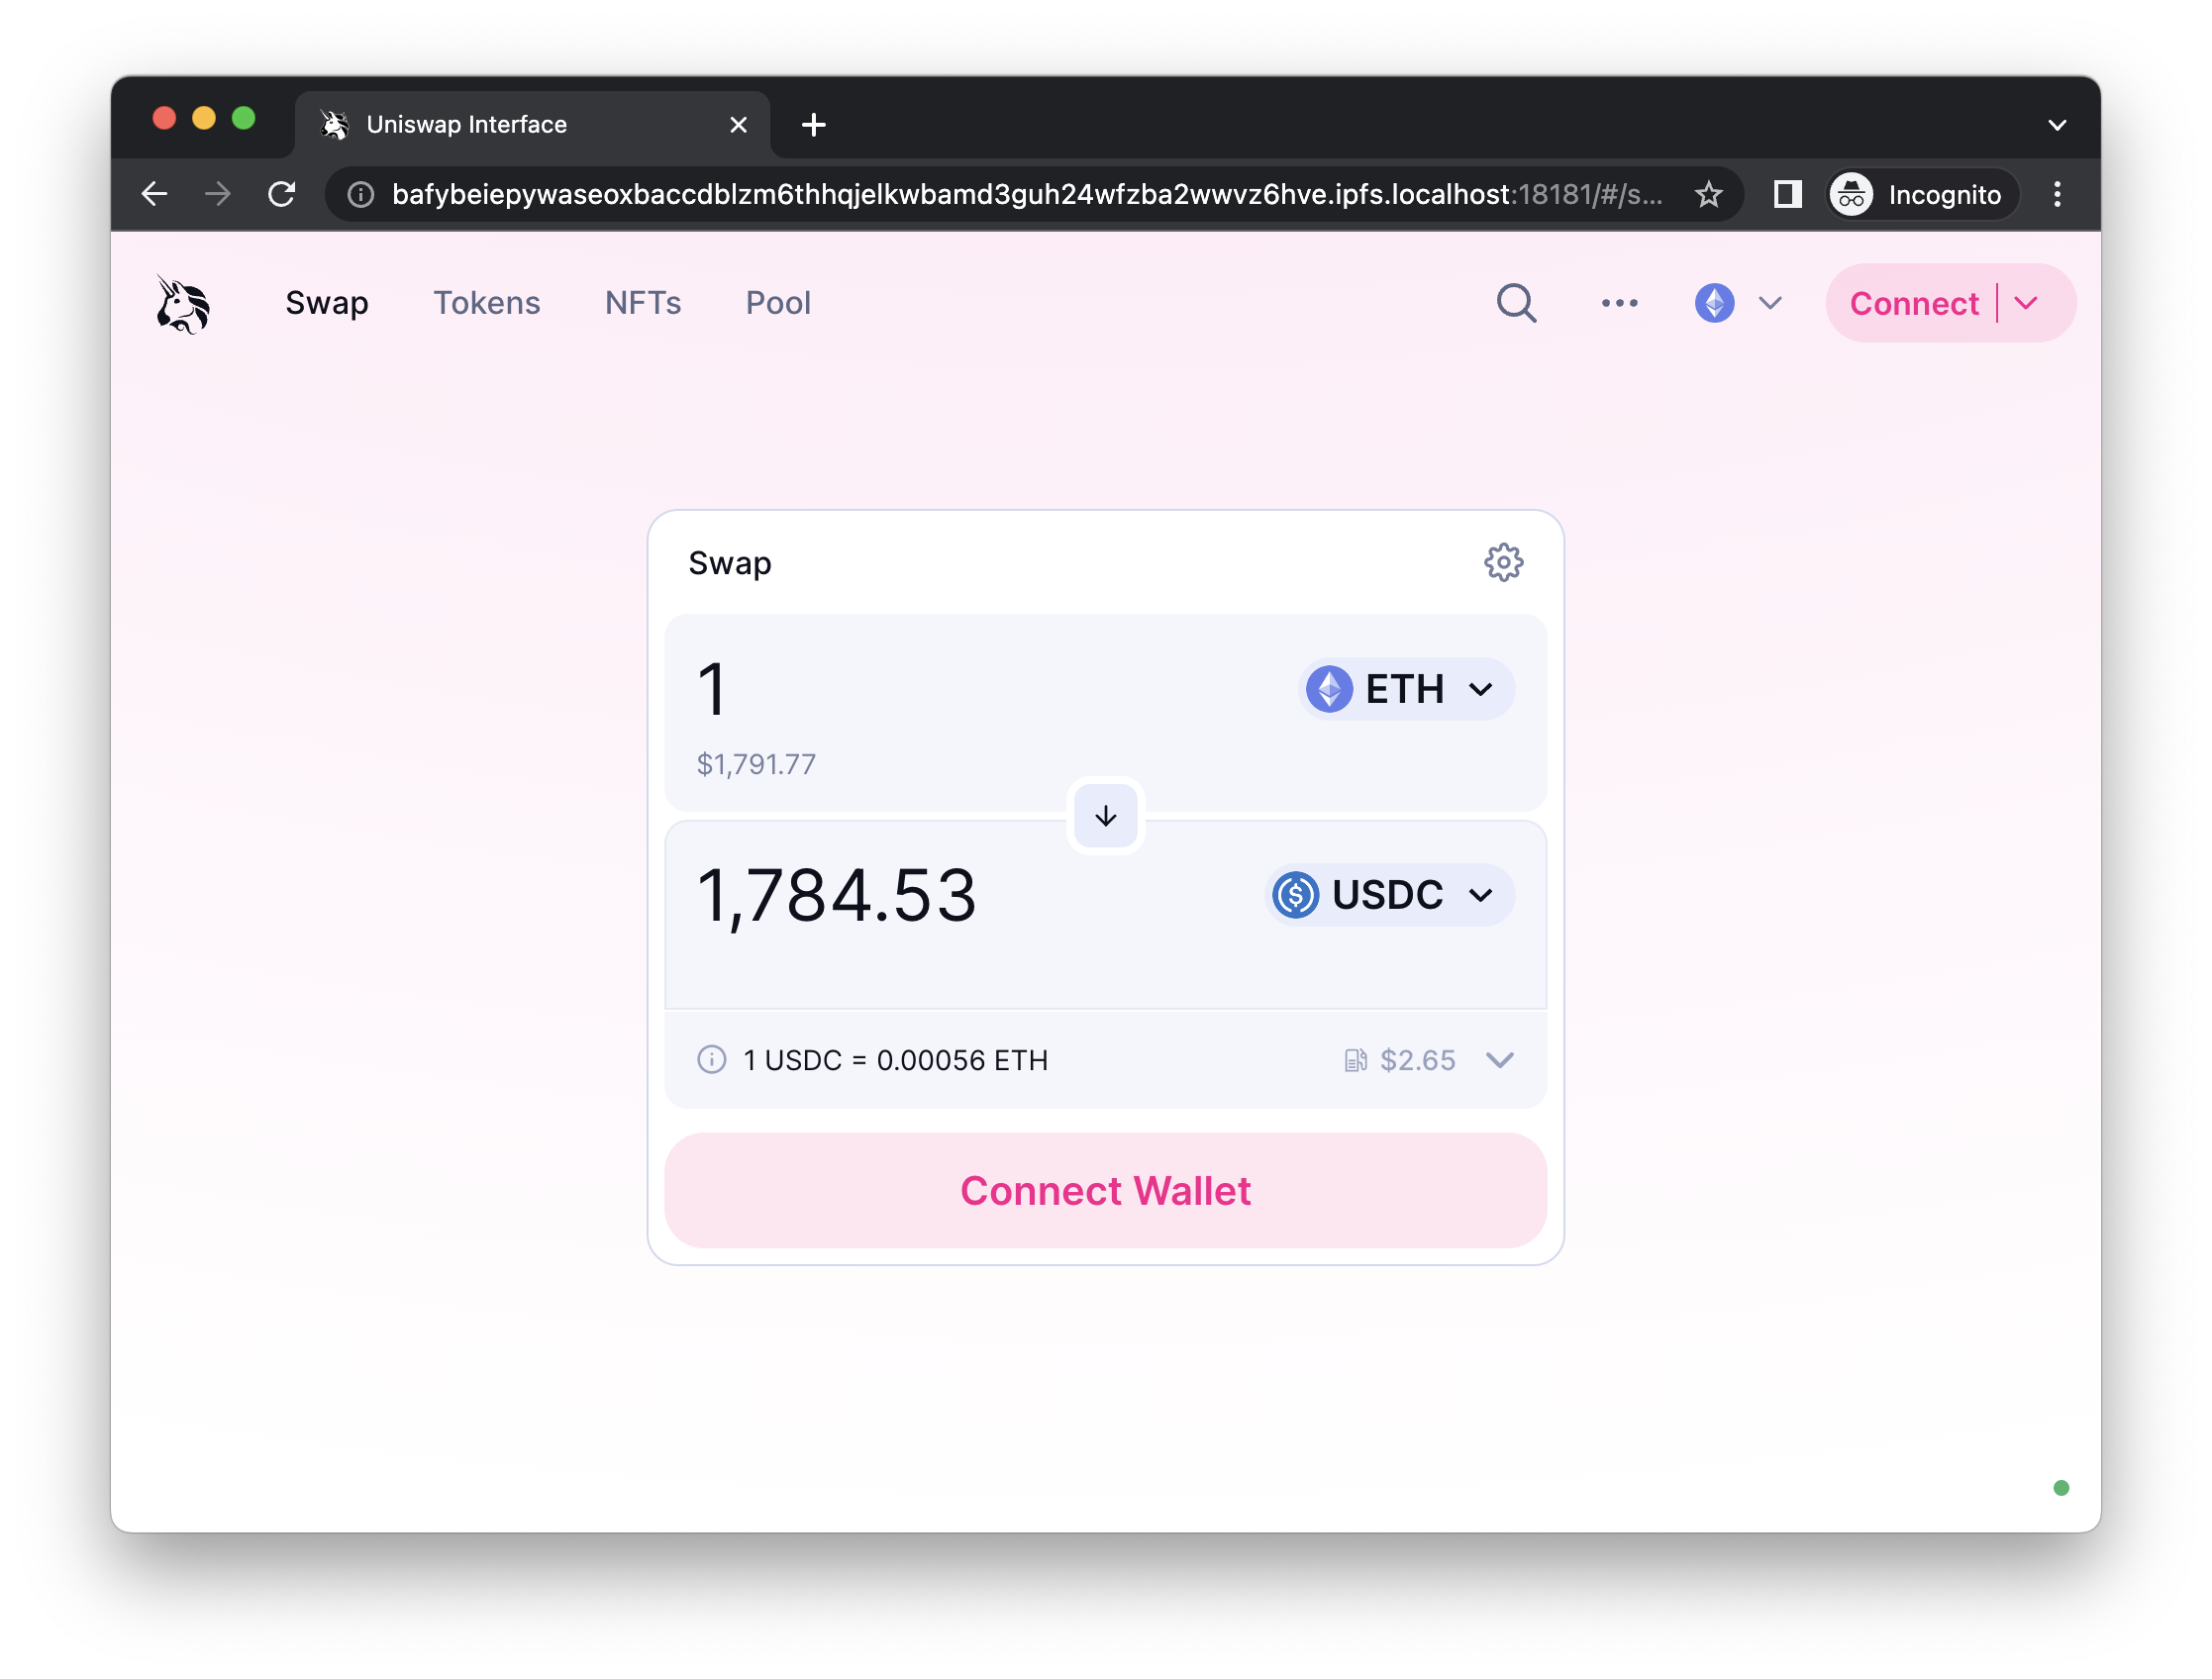 Uniswap Interface
bafybeiepywaseoxbaccdblzm6thhqjelkwbamd3guh24wfzba2wwvz6hve.ipfs.localhost:18181/#/s...
Incognito
Swap Tokens NFTs Pool
Connect
Swap
1 ETH
$1,791.77
1,784.53 USDC
1 USDC = 0.00056 ETH $2.65
Connect Wallet